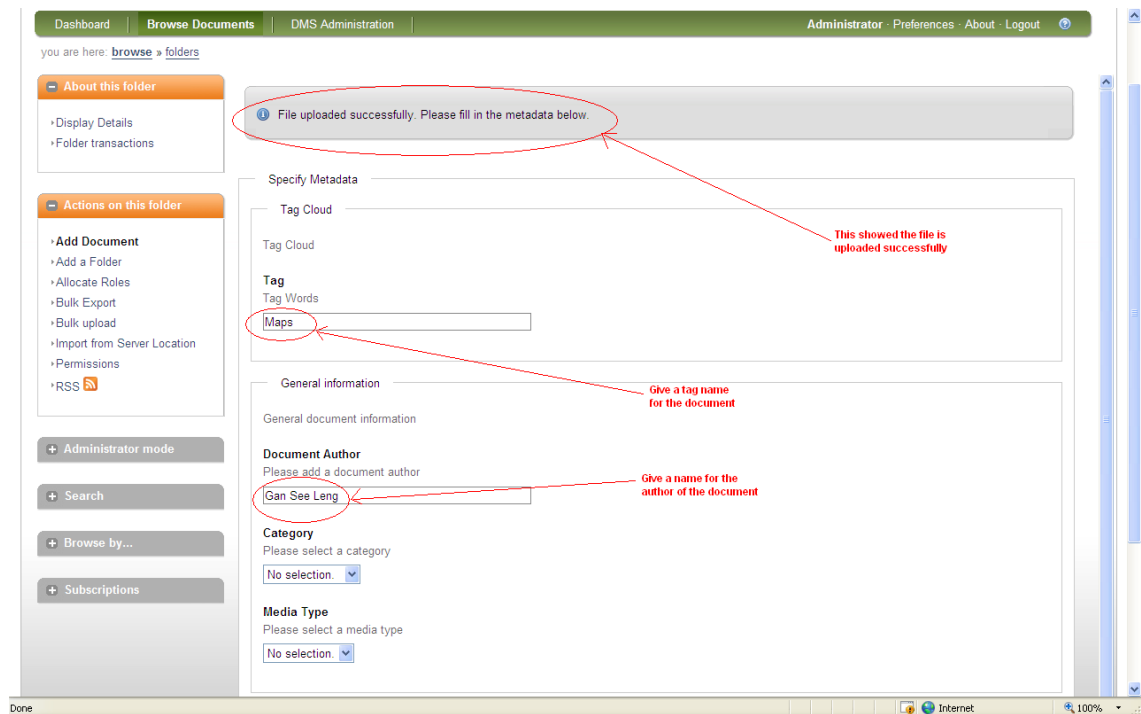 Dashboard Browse Documents DMS Administration Administrator · Preferences · About · Logout
you are here: browse » folders
About this folder
Display Details
Folder transactions
File uploaded successfully. Please fill in the metadata below.
Actions on this folder
Add Document
Add a Folder
Allocate Roles
Bulk Export
Bulk upload
Import from Server Location
Permissions
RSS
Administrator mode
Search
Browse by...
Subscriptions
Specify Metadata
Tag Cloud
Tag Cloud
Tag
Tag Words
Maps
This showed the file is
uploaded successfully
Give a tag name
for the document
General information
General document information
Document Author
Please add a document author
Gan See Leng
Give a name for the
author of the document
Category
Please select a category
No selection.
Media Type
Please select a media type
No selection.
Done Internet 100%